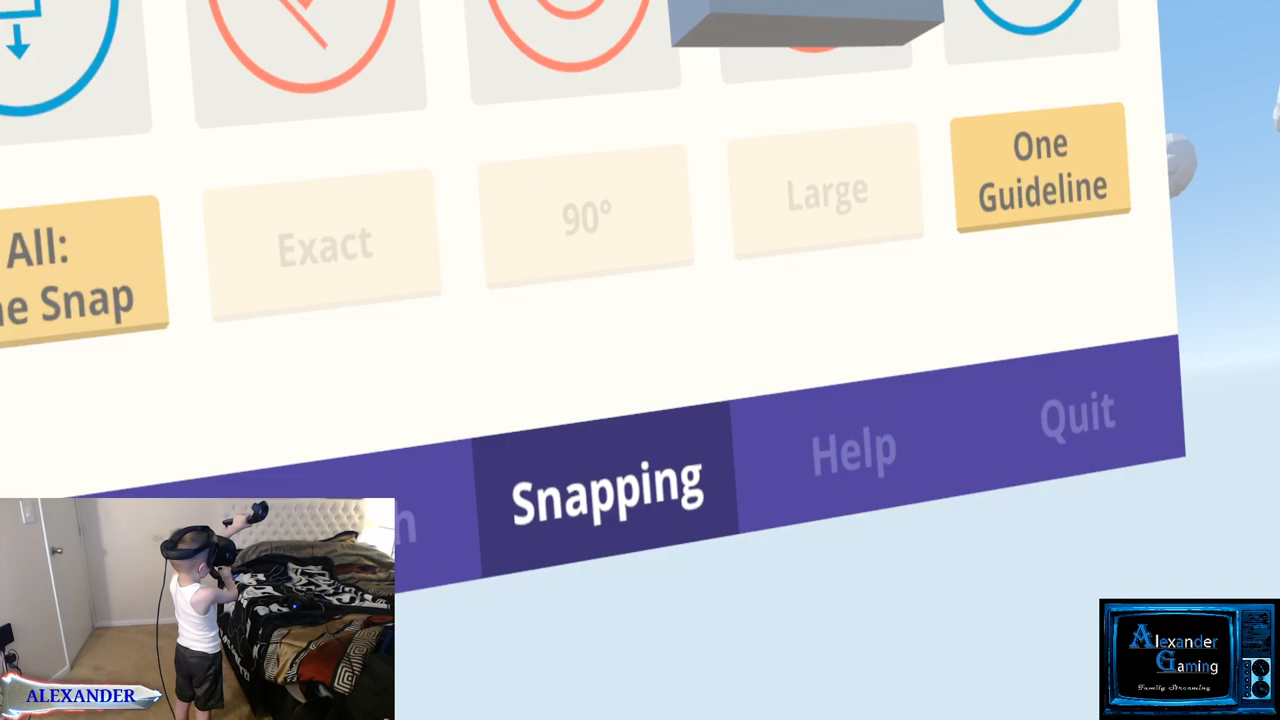 One
Guideline
Large
90°
Exact
All:
Snap
Quit
Help
Snapping
ALEXANDER
Alexander
Gaming
Family Streaming